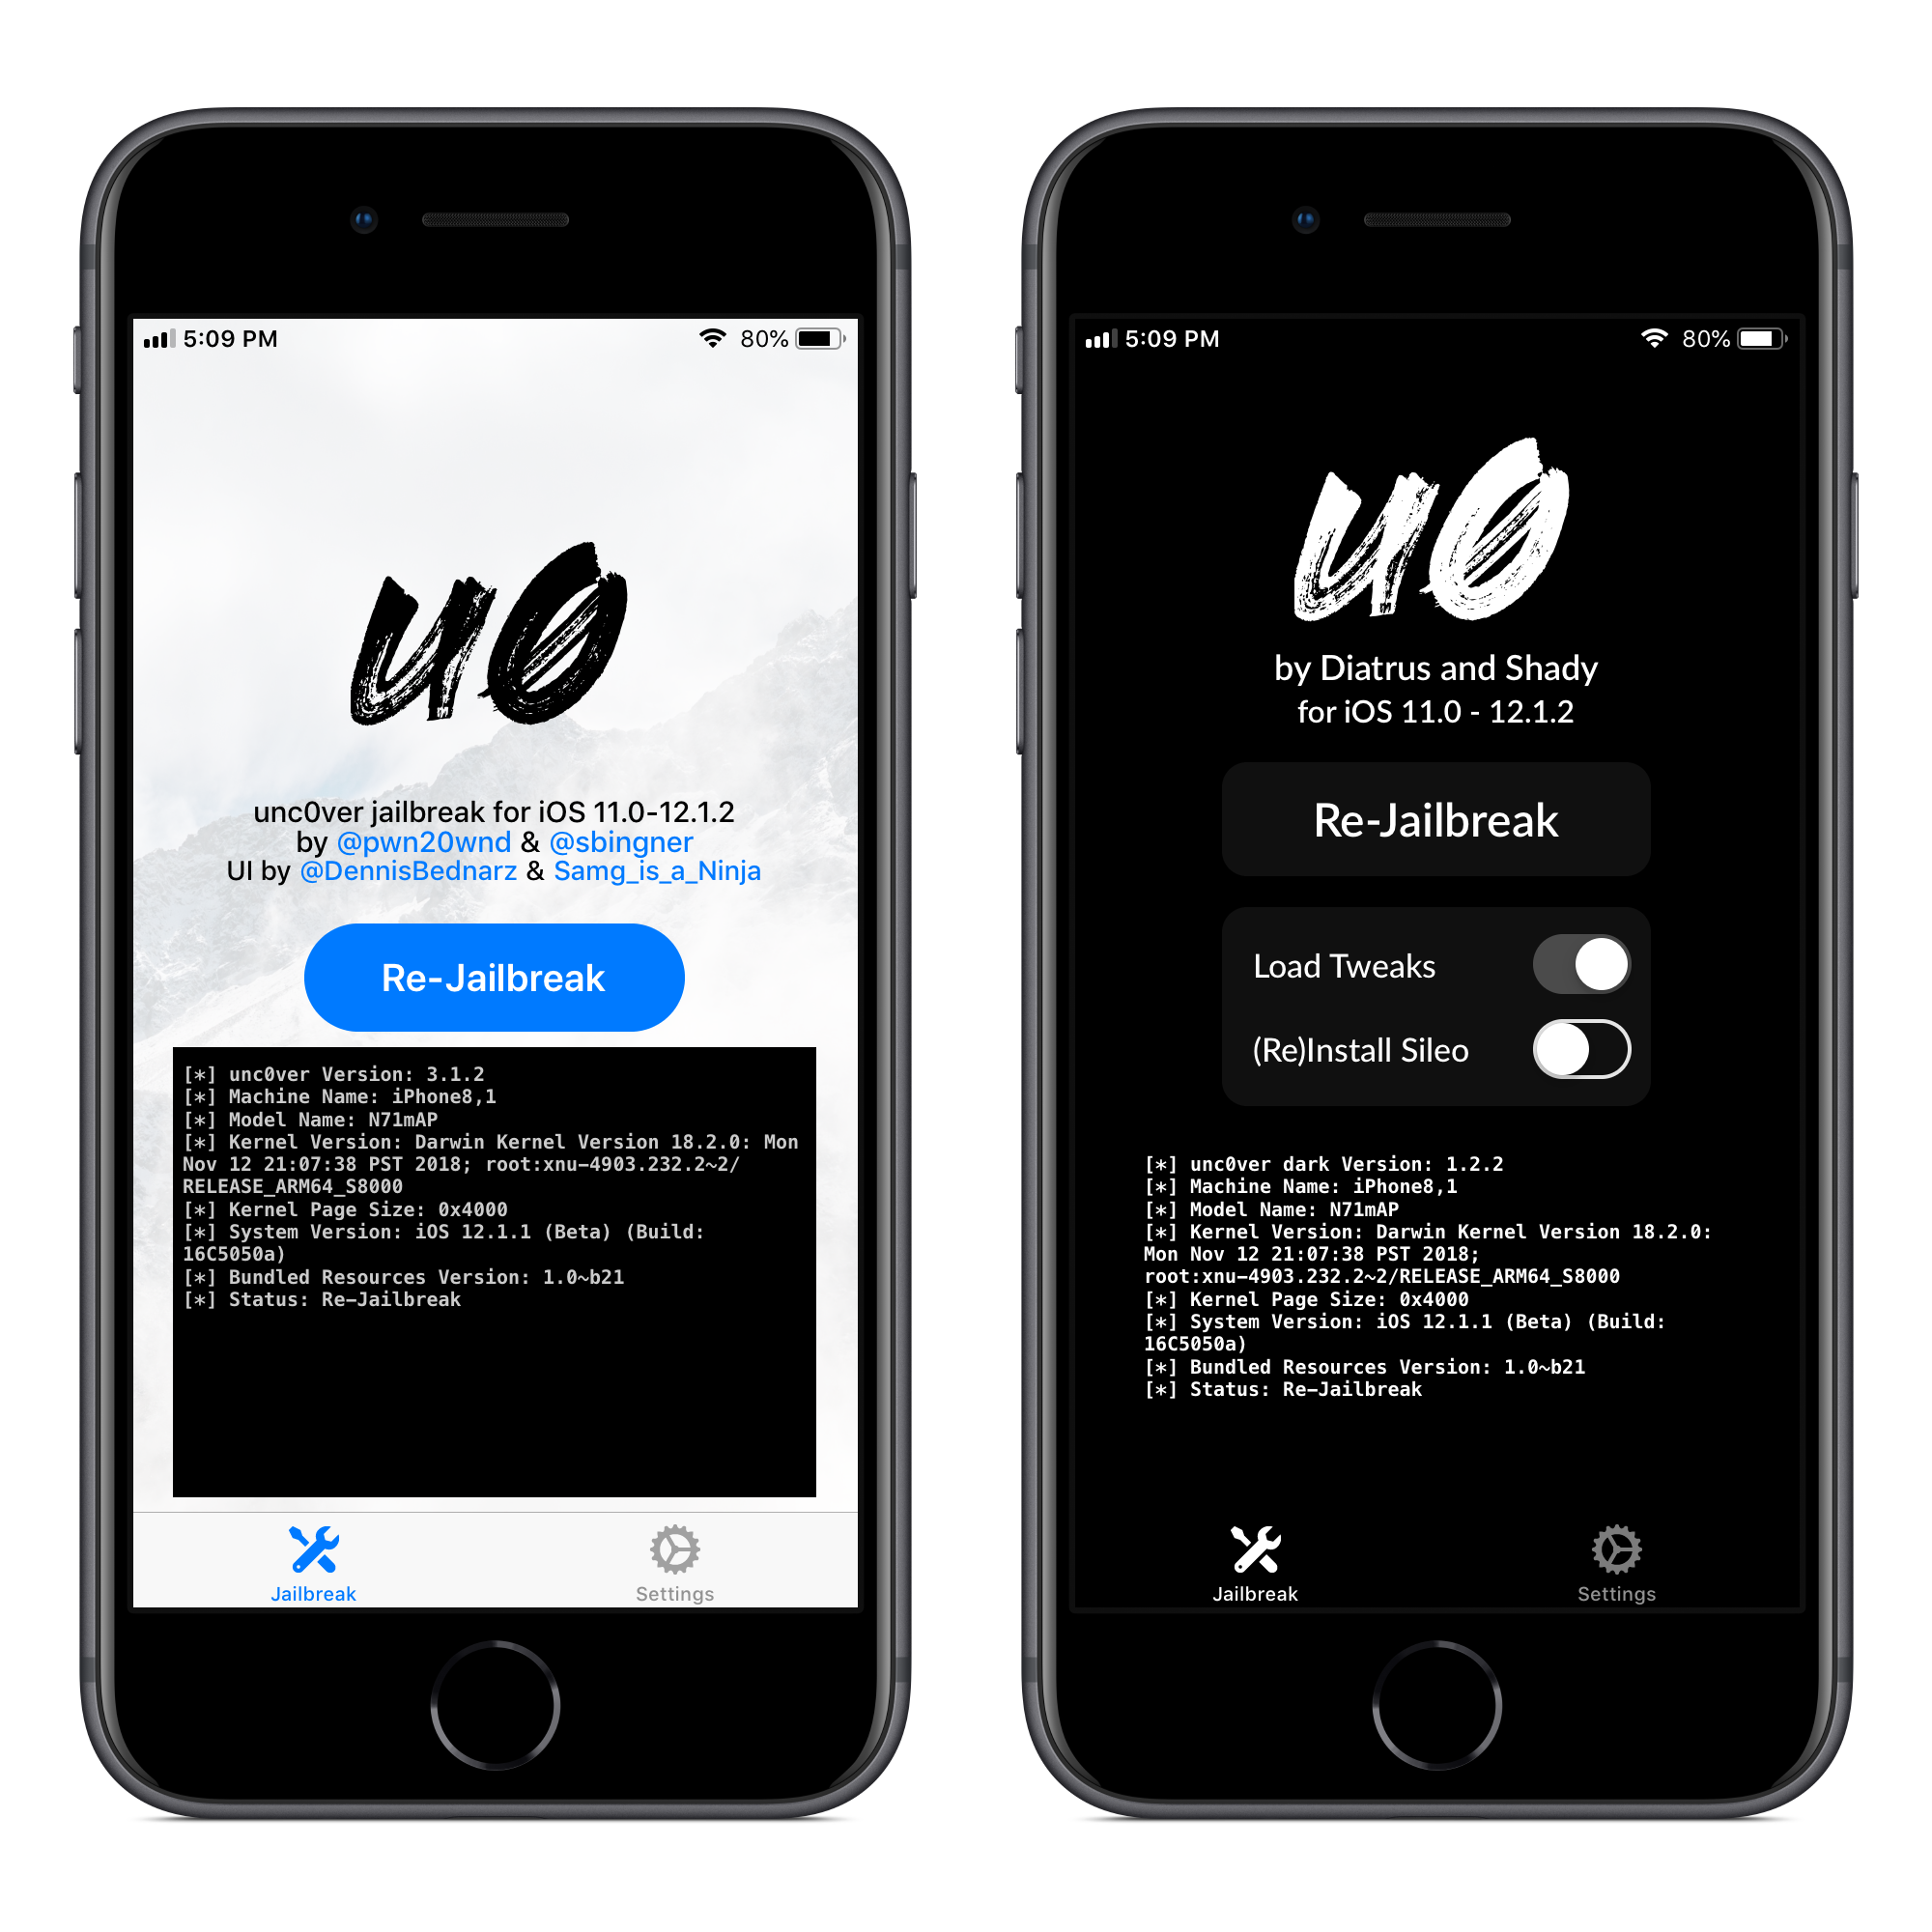 5:09 PM 80%
u0
unc0ver jailbreak for iOS 11.0-12.1.2
by @pwn20wnd & @sbingner
UI by @DennisBednarz & Samg_is_a_Ninja
Re-Jailbreak
[*] unc0ver Version: 3.1.2
[*] Machine Name: iPhone8,1
[*] Model Name: N71mAP
[*] Kernel Version: Darwin Kernel Version 18.2.0: Mon
Nov 12 21:07:38 PST 2018; root:xnu-4903.232.2~2/
RELEASE_ARM64_S8000
[*] Kernel Page Size: 0x4000
[*] System Version: iOS 12.1.1 (Beta) (Build:
16C5050a)
[*] Bundled Resources Version: 1.0~b21
[*] Status: Re-Jailbreak
Jailbreak Settings
5:09 PM 80%
u0
by Diatrus and Shady
for iOS 11.0 - 12.1.2
Re-Jailbreak
Load Tweaks
(Re)Install Sileo
[*] unc0ver dark Version: 1.2.2
[*] Machine Name: iPhone8,1
[*] Model Name: N71mAP
[*] Kernel Version: Darwin Kernel Version 18.2.0:
Mon Nov 12 21:07:38 PST 2018;
root:xnu-4903.232.2~2/RELEASE_ARM64_S8000
[*] Kernel Page Size: 0x4000
[*] System Version: iOS 12.1.1 (Beta) (Build:
16C5050a)
[*] Bundled Resources Version: 1.0~b21
[*] Status: Re-Jailbreak
Jailbreak Settings